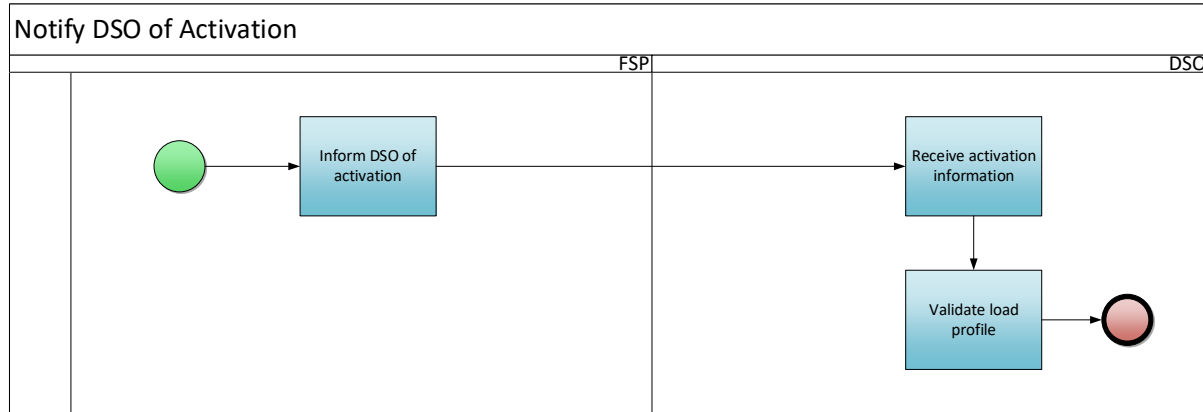 Notify DSO of Activation
FSP
DSO
Inform DSO of
activation
Receive activation
information
Validate load
profile